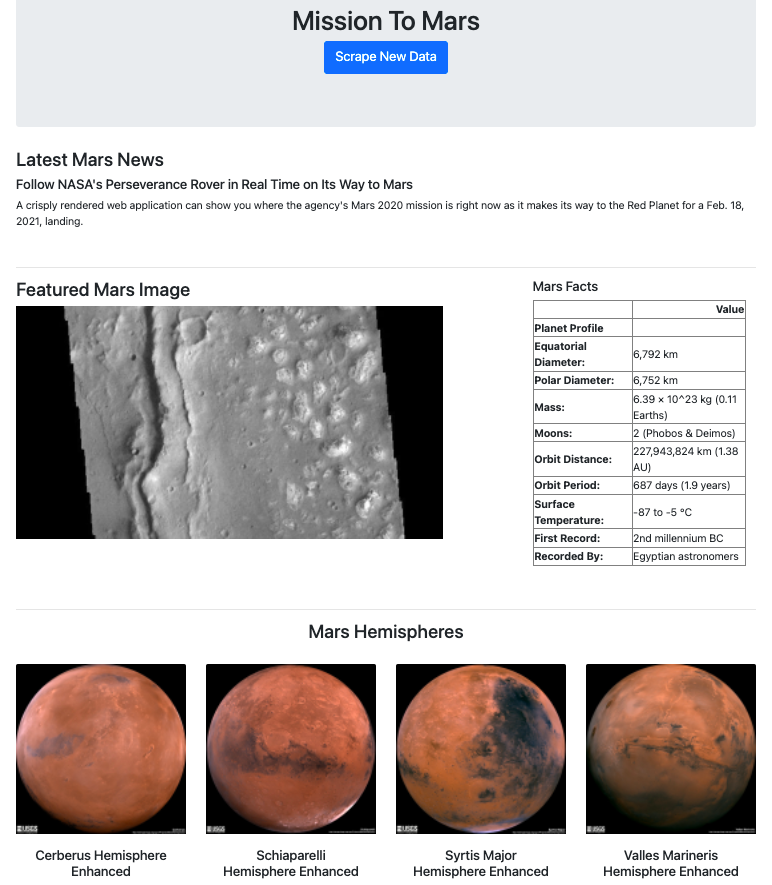 Mission To Mars
Scrape New Data
Latest Mars News
Follow NASA's Perseverance Rover in Real Time on Its Way to Mars
A crisply rendered web application can show you where the agency's Mars 2020 mission is right now as it makes its way to the Red Planet for a Feb. 18,
2021, landing.
Featured Mars Image
Mars Facts
Value
Planet Profile
Equatorial
Diameter:
6,792 km
Polar Diameter:
6,752 km
Mass:
6.39 × 10^23 kg (0.11
Earths)
Moons:
2 (Phobos & Deimos)
Orbit Distance:
227,943,824 km (1.38
AU)
Orbit Period:
687 days (1.9 years)
Surface
Temperature:
-87 to -5 °C
First Record:
2nd millennium BC
Recorded By:
Egyptian astronomers
Mars Hemispheres
USGS
USGS
USGS
USGS
Cerberus Hemisphere
Enhanced
Schiaparelli
Hemisphere Enhanced
Syrtis Major
Hemisphere Enhanced
Valles Marineris
Hemisphere Enhanced